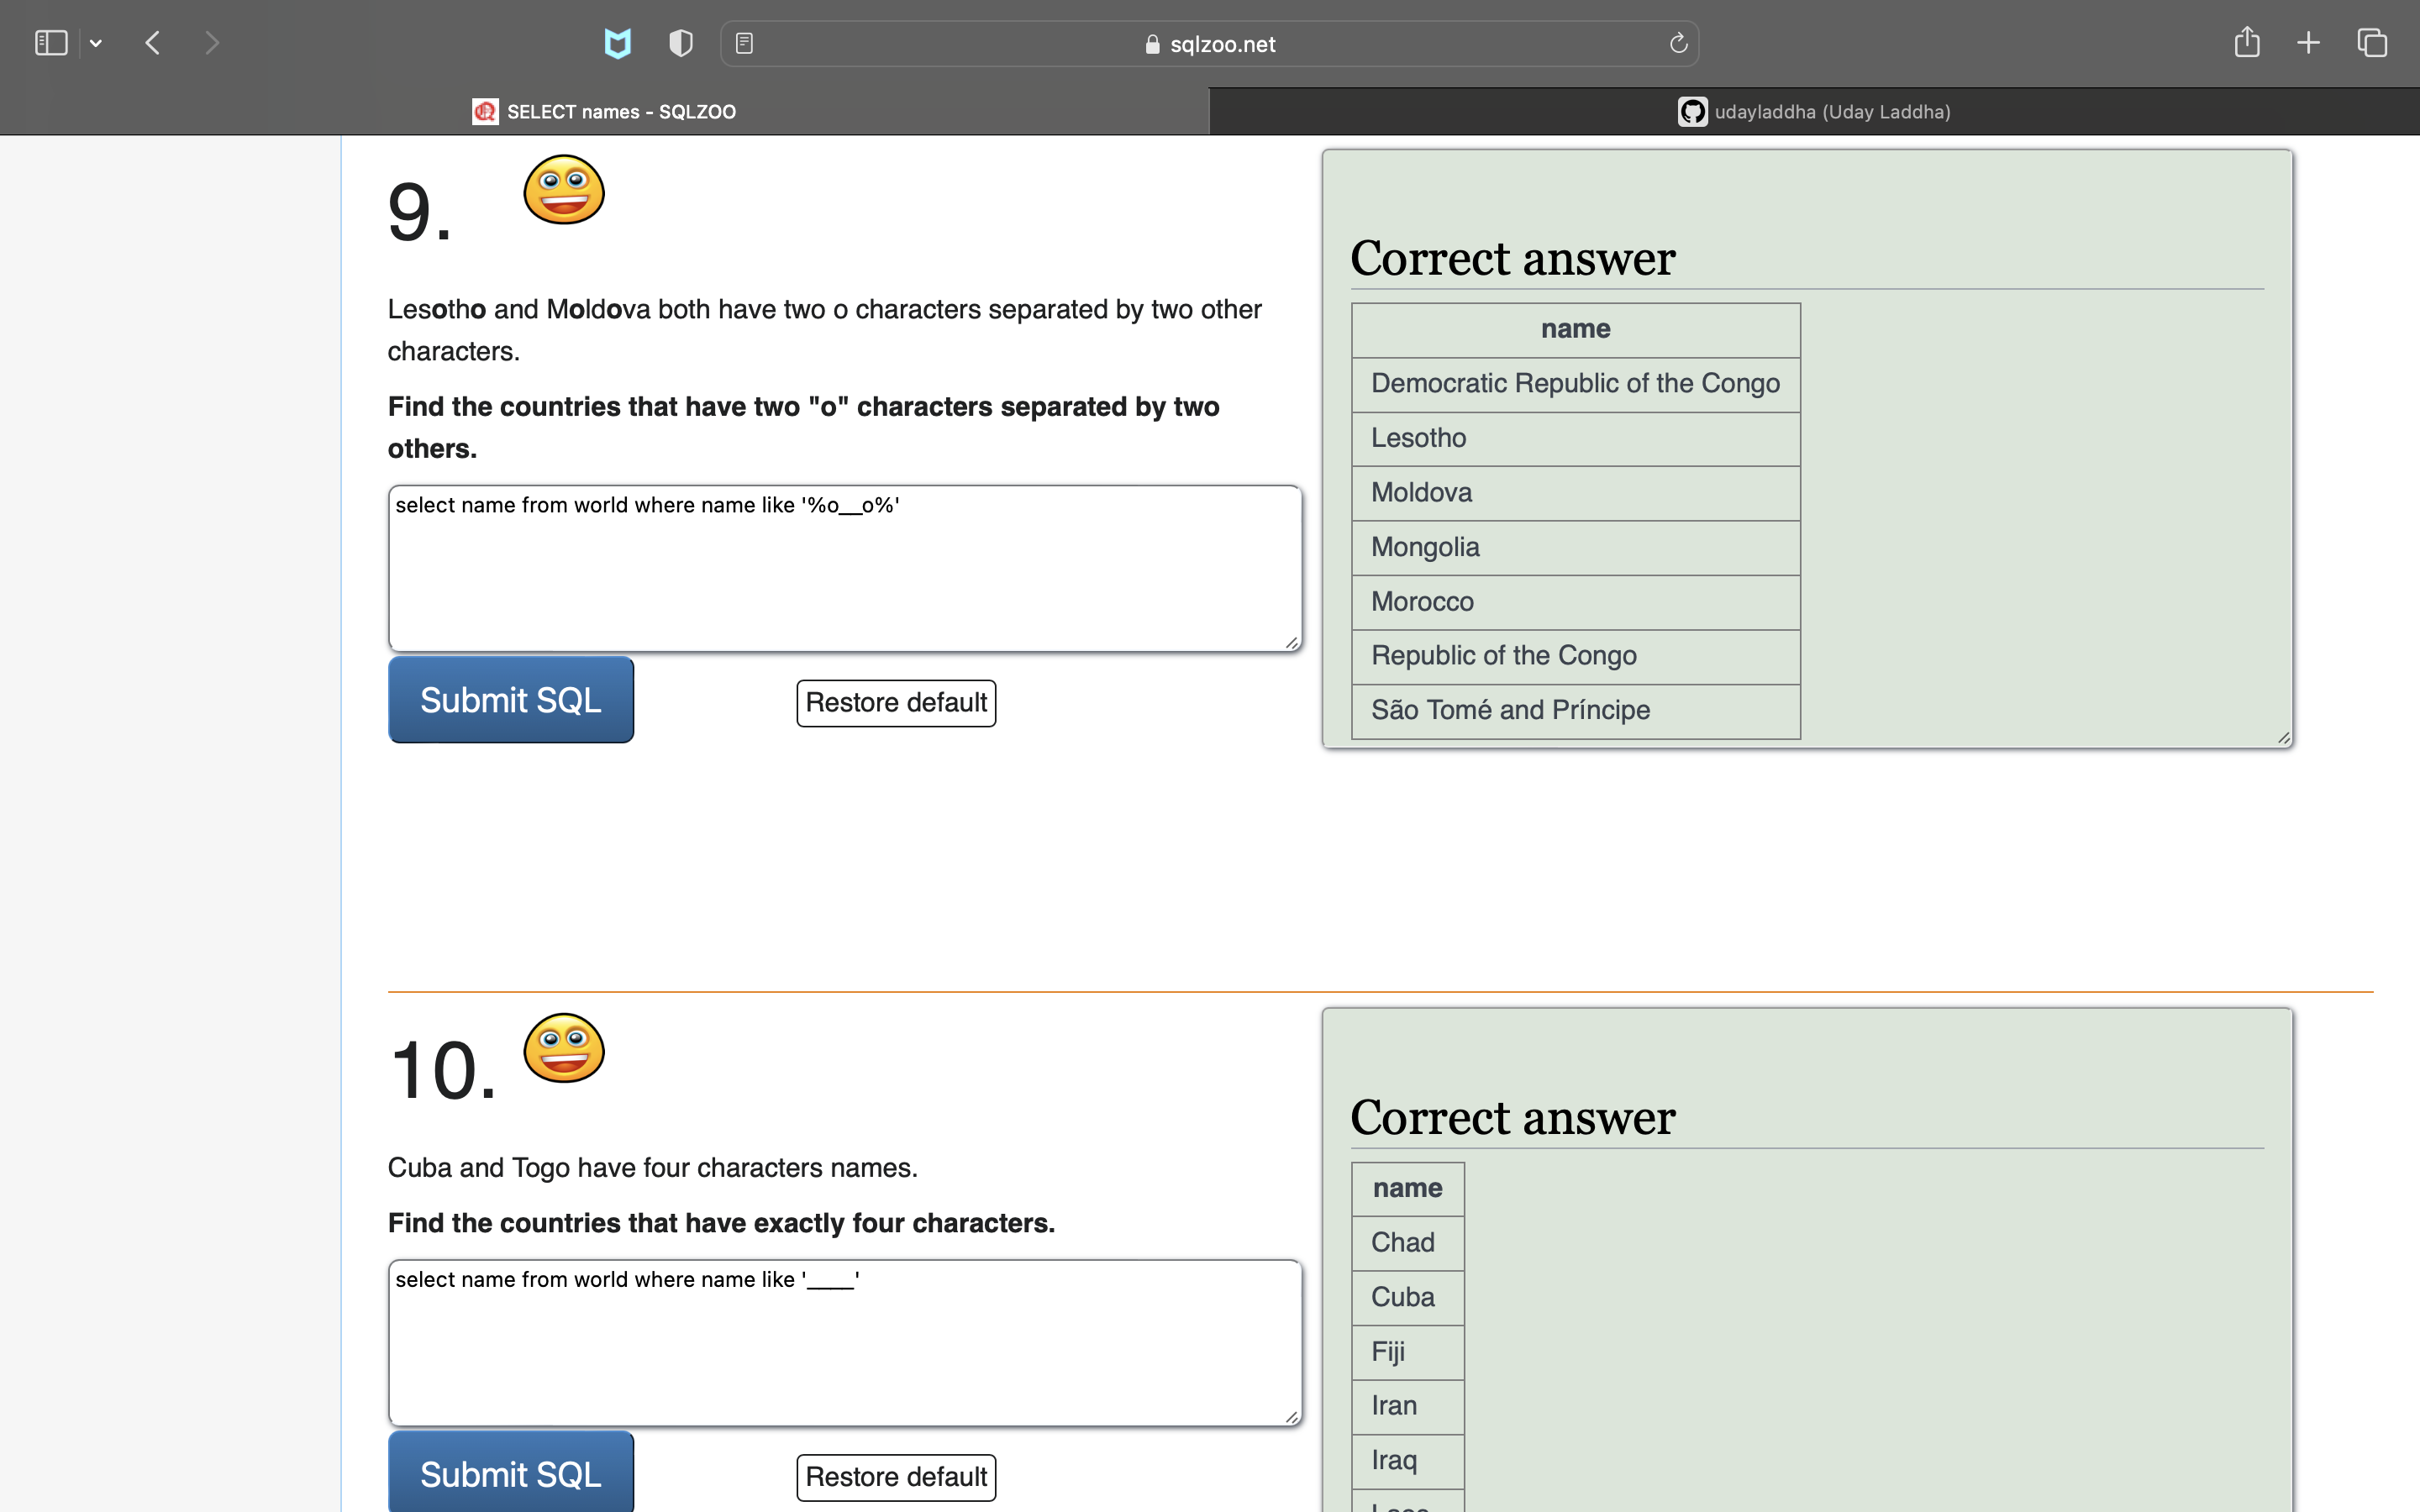 sqlzoo.net
SELECT names - SQLZOO
udayladdha (Uday Laddha)
9.
Lesotho and Moldova both have two o characters separated by two other
characters.
Find the countries that have two "o" characters separated by two
others.
select name from world where name like '%o__o%'
Submit SQL
Restore default
Correct answer
name
Democratic Republic of the Congo
Lesotho
Moldova
Mongolia
Morocco
Republic of the Congo
São Tomé and Príncipe
10.
Cuba and Togo have four characters names.
Find the countries that have exactly four characters.
select name from world where name like '____'
Submit SQL
Restore default
Correct answer
name
Chad
Cuba
Fiji
Iran
Iraq